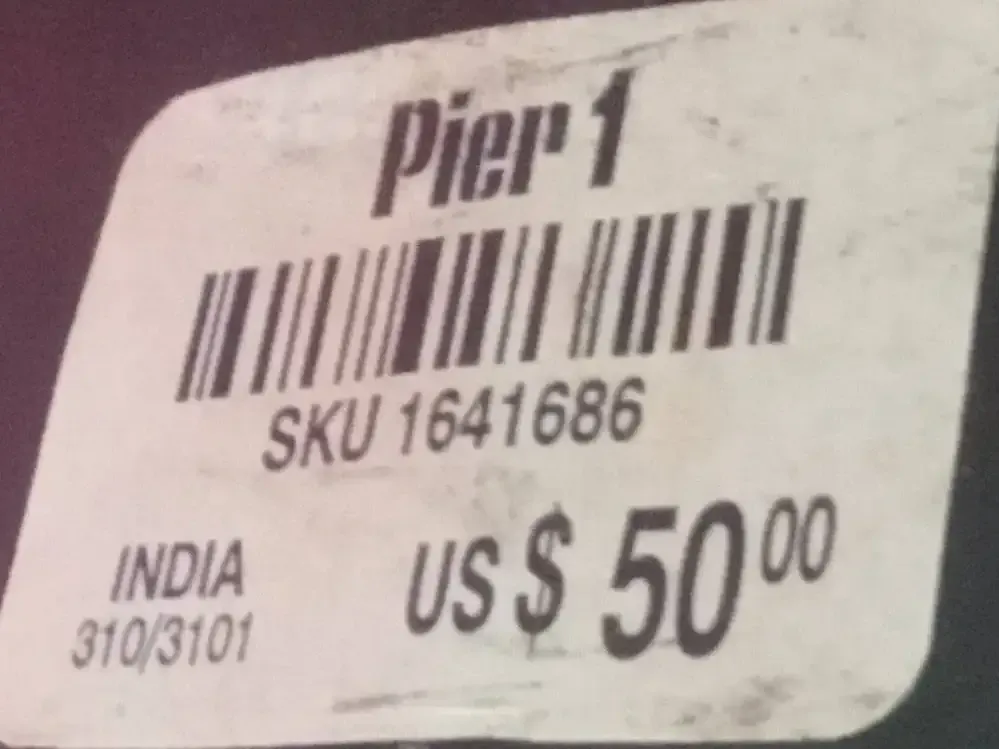 Pier 1
SKU 1641686
INDIA
310/3101
US $ 50 00